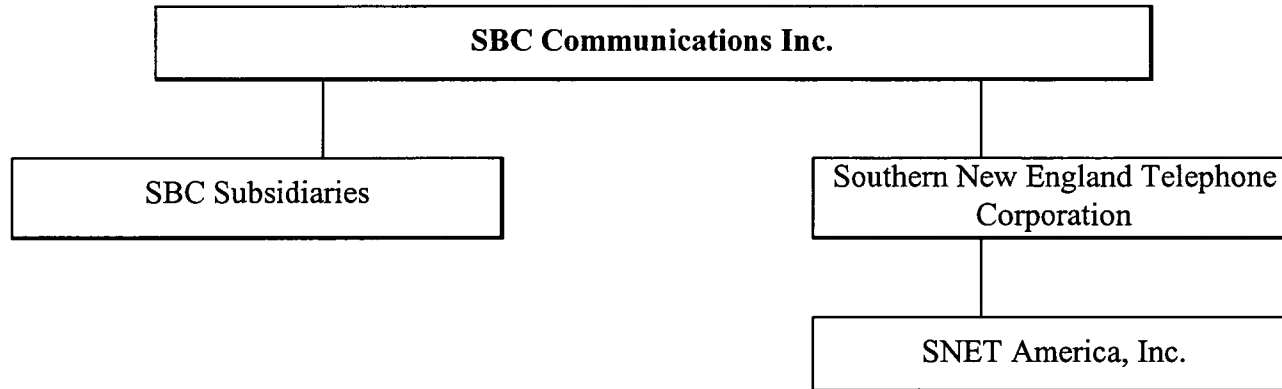 SBC Communications Inc.
SBC Subsidiaries
Southern New England Telephone
Corporation
SNET America, Inc.